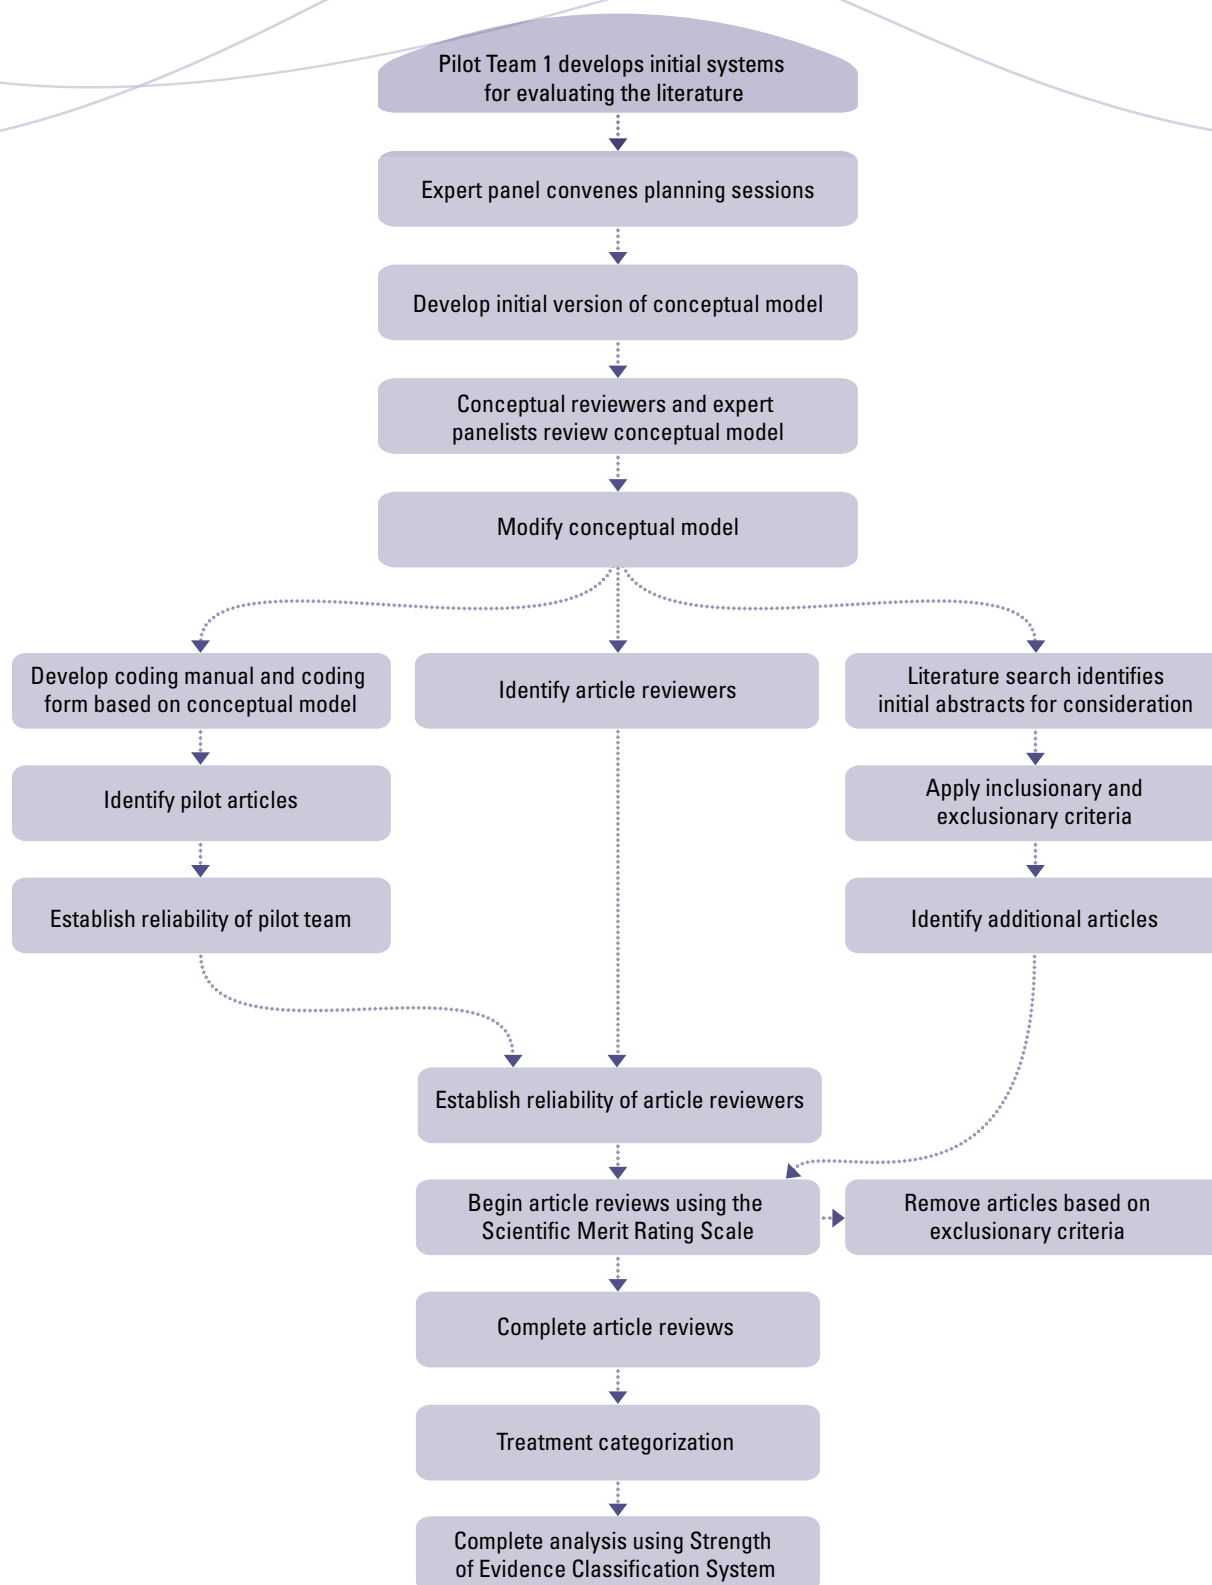 Pilot Team 1 develops initial systems
for evaluating the literature
Expert panel convenes planning sessions
Develop initial version of conceptual model
Conceptual reviewers and expert
panelists review conceptual model
Modify conceptual model
Develop coding manual and coding
form based on conceptual model
Identify pilot articles
Establish reliability of pilot team
Identify article reviewers
Literature search identifies
initial abstracts for consideration
Apply inclusionary and
exclusionary criteria
Identify additional articles
Establish reliability of article reviewers
Begin article reviews using the
Scientific Merit Rating Scale
Remove articles based on
exclusionary criteria
Complete article reviews
Treatment categorization
Complete analysis using Strength
of Evidence Classification System